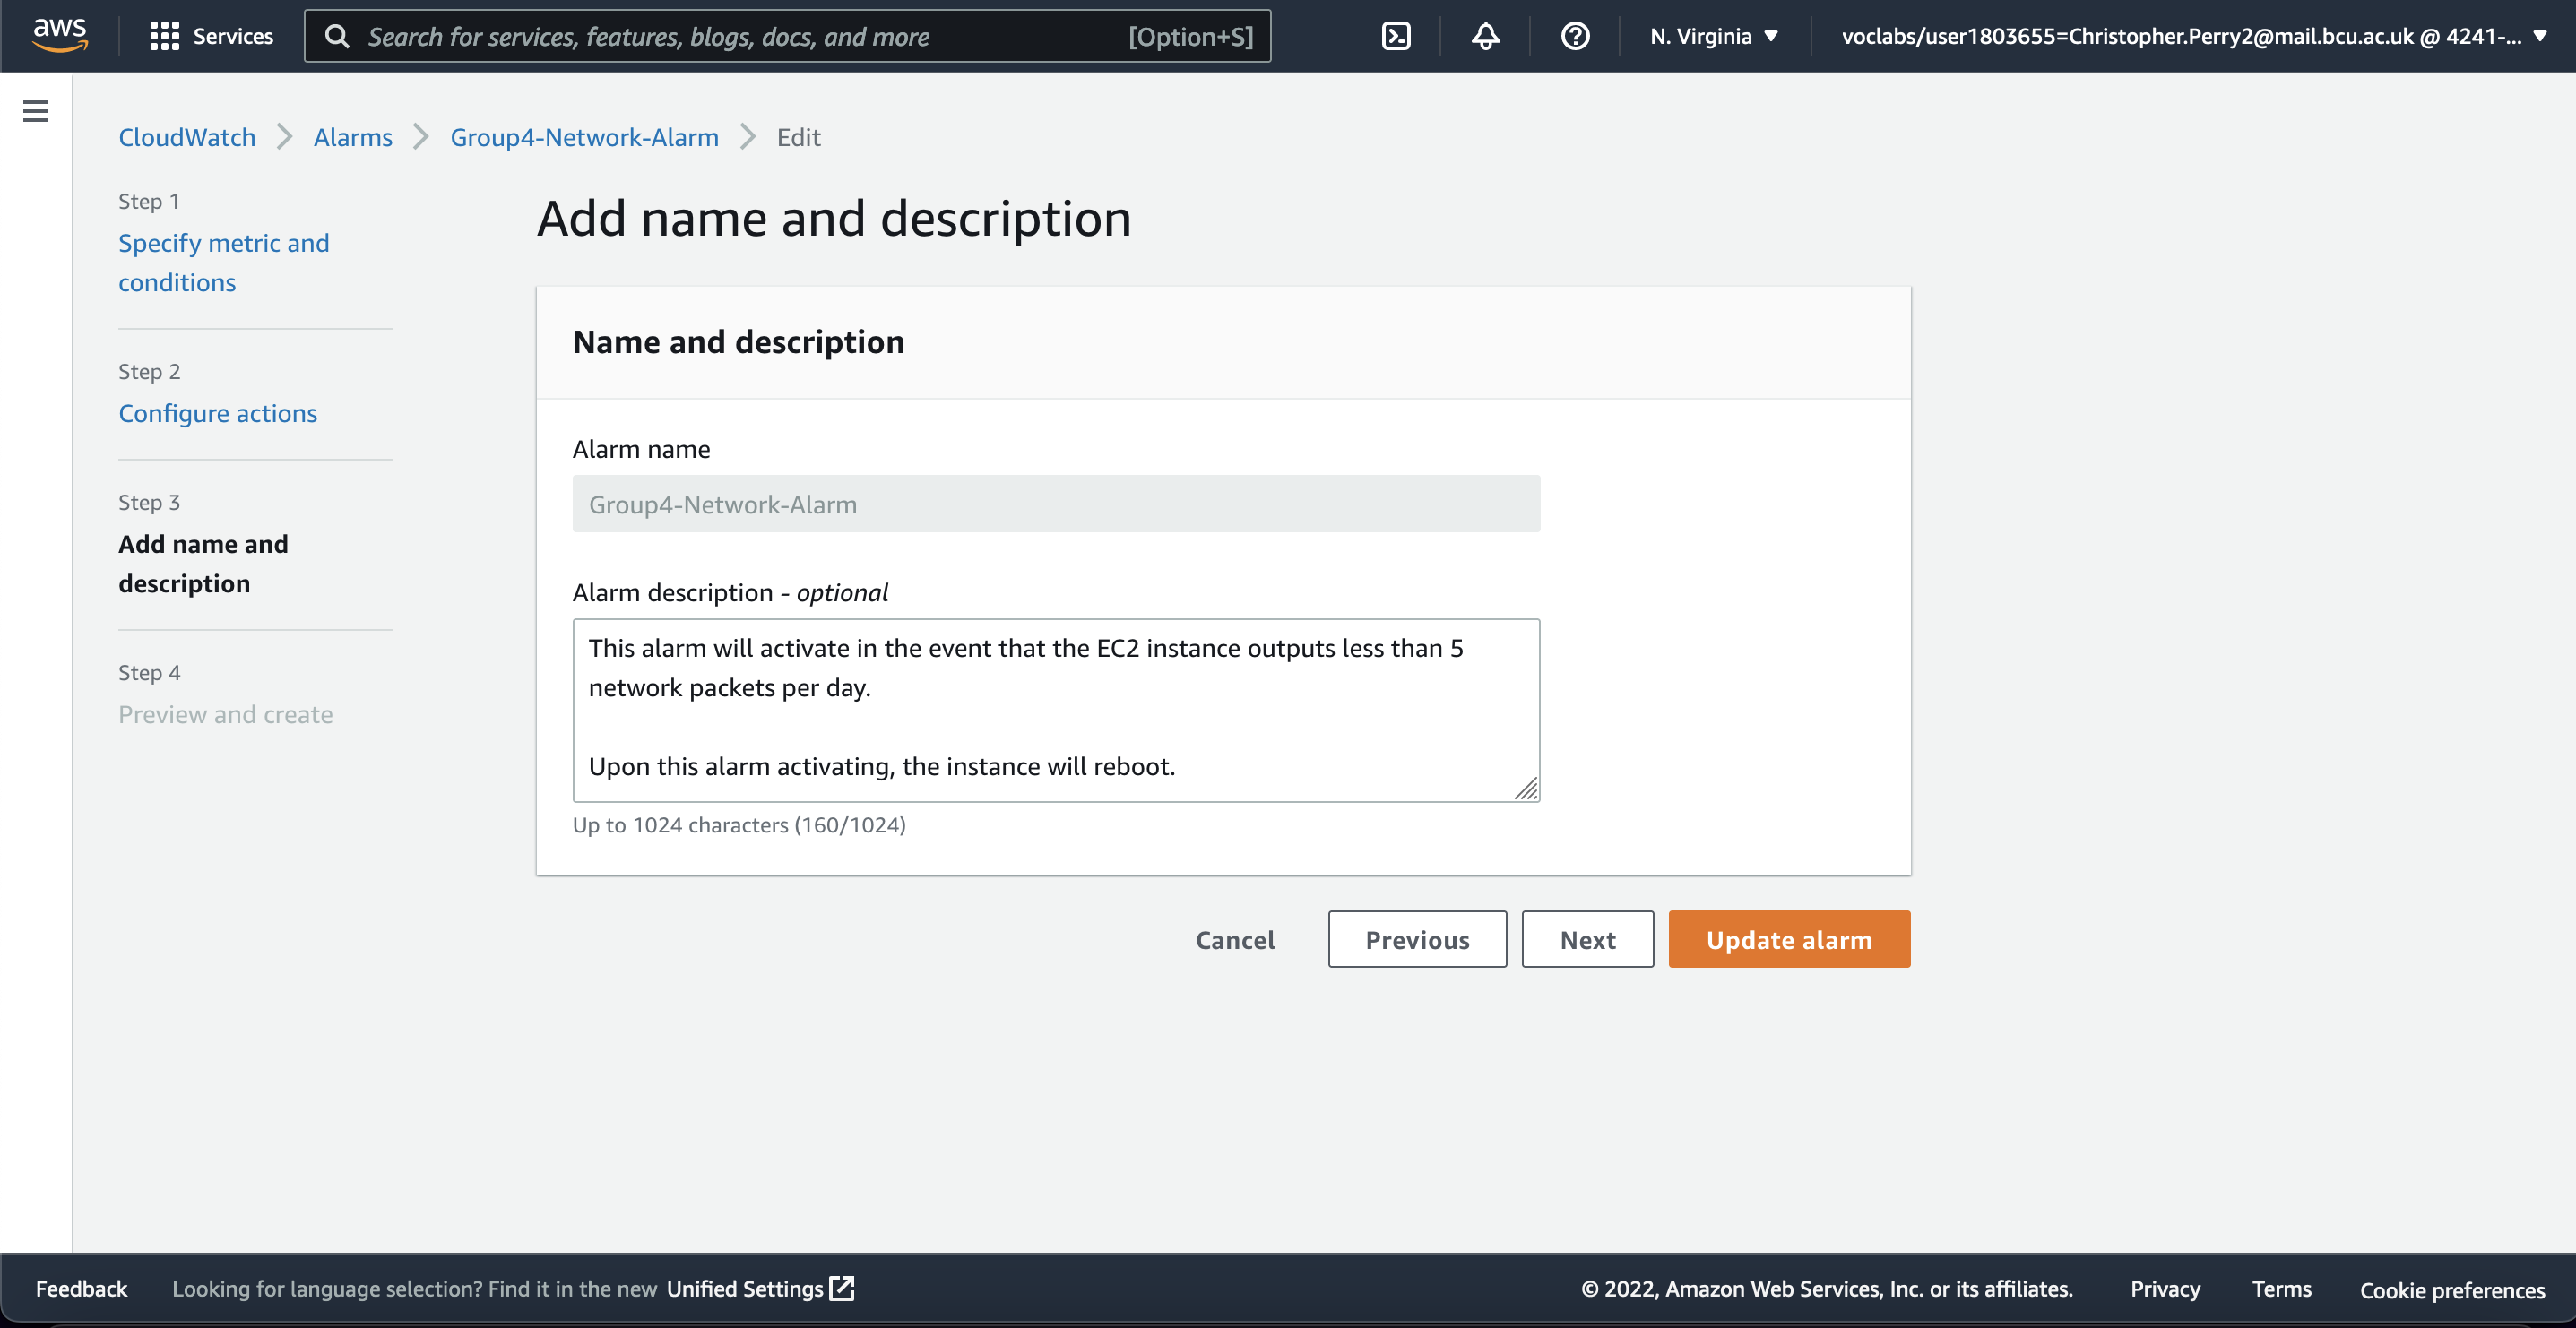 aws
Services
Search for services, features, blogs, docs, and more
[Option+S]
N. Virginia
voclabs/user1803655=Christopher.Perry2@mail.bcu.ac.uk @ 4241-...
CloudWatch
Alarms
Group4-Network-Alarm
Edit
Step 1
Specify metric and
conditions
Step 2
Configure actions
Step 3
Add name and
description
Step 4
Preview and create
Add name and description
Name and description
Alarm name
Group4-Network-Alarm
Alarm description - optional
This alarm will activate in the event that the EC2 instance outputs less than 5
network packets per day.
Upon this alarm activating, the instance will reboot.
Up to 1024 characters (160/1024)
Cancel
Previous
Next
Update alarm
Feedback
Looking for language selection? Find it in the new Unified Settings
© 2022, Amazon Web Services, Inc. or its affiliates.
Privacy
Terms
Cookie preferences